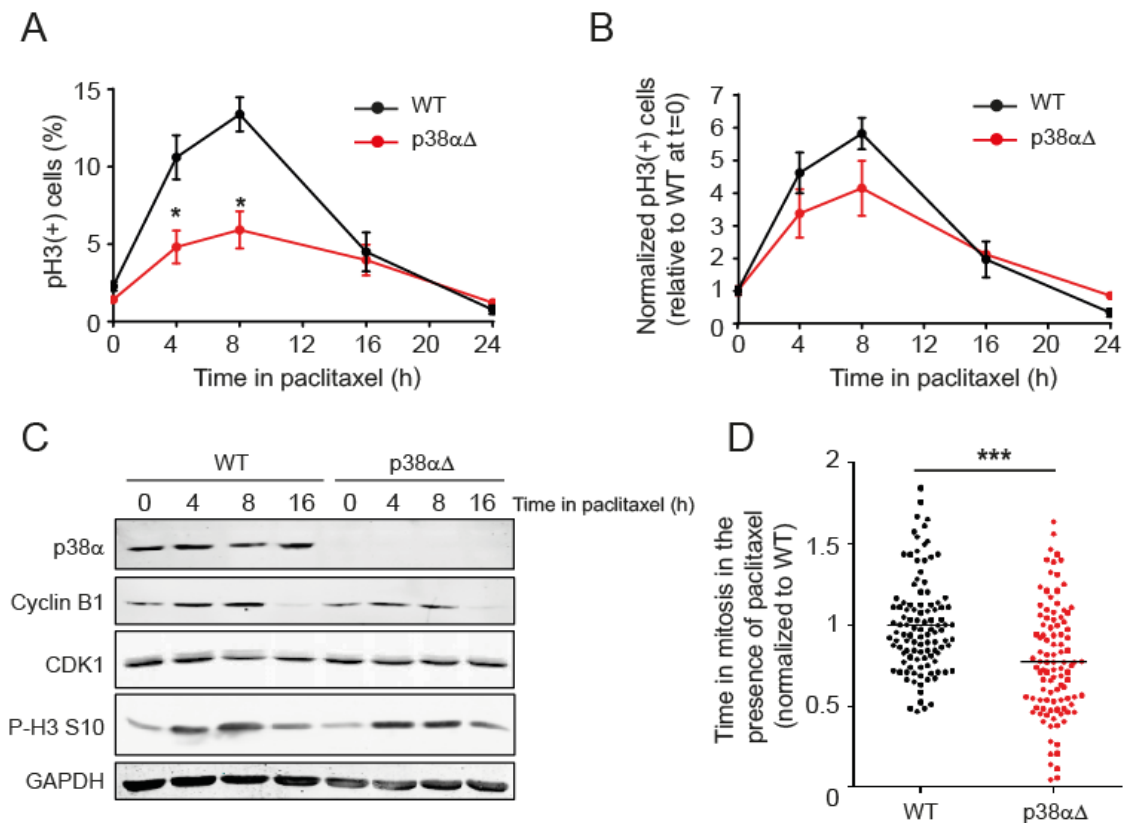 A
pH3(+) cells (%)
15
10
5
0
0 4 8 12 16 20 24
Time in paclitaxel (h)
WT
p38αΔ
*
*
B
Normalized pH3(+) cells
(relative to WT at t=0)
7
6
5
4
3
2
1
0
0 4 8 12 16 20 24
Time in paclitaxel (h)
WT
p38αΔ
C
WT p38αΔ
0 4 8 16 0 4 8 16 Time in paclitaxel (h)
p38α
Cyclin B1
CDK1
P-H3 S10
GAPDH
D
Time in mitosis in the
presence of paclitaxel
(normalized to WT)
2
1.5
1
0.5
0
***
WT p38αΔ